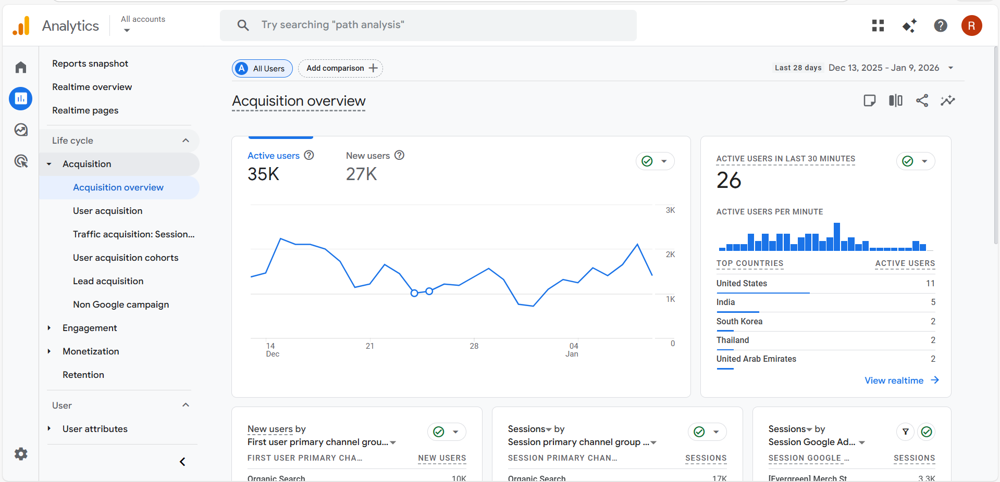 Analytics
All accounts
Try searching "path analysis"
R
Reports snapshot
Realtime overview
Realtime pages
Life cycle
Acquisition
Acquisition overview
User acquisition
Traffic acquisition: Session...
User acquisition cohorts
Lead acquisition
Non Google campaign
Engagement
Monetization
Retention
User
User attributes
A All Users
Add comparison
Last 28 days Dec 13, 2025 - Jan 9, 2026
Acquisition overview
Active users
35K
New users
27K
3K
2K
1K
0
14
Dec
21
28
04
Jan
ACTIVE USERS IN LAST 30 MINUTES
26
ACTIVE USERS PER MINUTE
TOP COUNTRIES ACTIVE USERS
United States 11
India 5
South Korea 2
Thailand 2
United Arab Emirates 2
View realtime
New users by
First user primary channel grou...
FIRST USER PRIMARY CHA... NEW USERS
Organic Search 10K
Sessions by
Session primary channel group ...
SESSION PRIMARY CHAN... SESSIONS
Organic Search 17K
Sessions by
Session Google Ad...
SESSION GOOGLE ... SESSIONS
[Evergreen] Merch St 3.3K